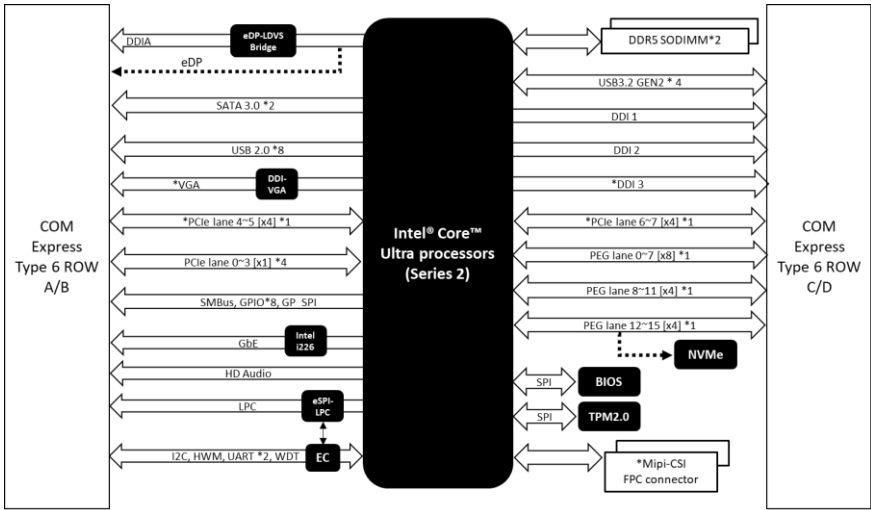 COM
Express
Type 6 ROW
A/B
DDIA
eDP-LDVS
Bridge
eDP
SATA 3.0 *2
USB 2.0 *8
*VGA
DDI-
VGA
*PCIe lane 4~5 [x4] *1
PCIe lane 0~3 [x1] *4
SMBus, GPIO*8, GP_SPI
GbE
Intel
i226
HD Audio
LPC
eSPI-
LPC
I2C, HWM, UART *2, WDT
EC
Intel® Core™
Ultra processors
(Series 2)
DDR5 SODIMM*2
USB3.2 GEN2 * 4
DDI 1
DDI 2
*DDI 3
*PCIe lane 6~7 [x4] *1
PEG lane 0~7 [x8] *1
PEG lane 8~11 [x4] *1
PEG lane 12~15 [x4] *1
NVMe
SPI
BIOS
SPI
TPM2.0
*Mipi-CSI
FPC connector
COM
Express
Type 6 ROW
C/D